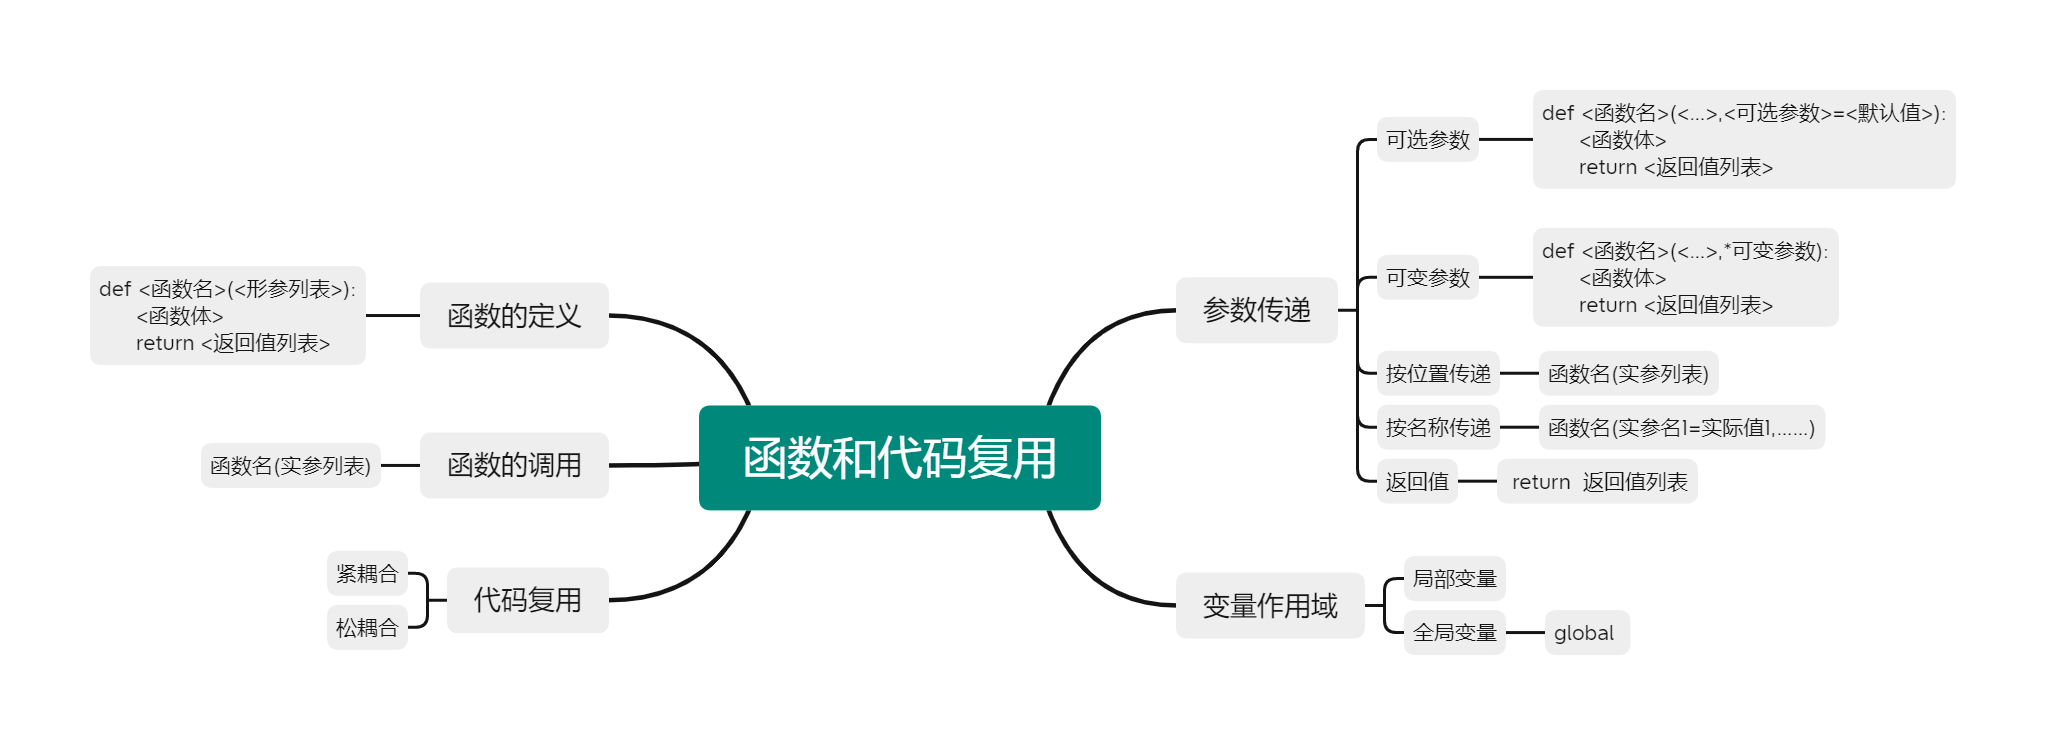 函数和代码复用
函数的定义
def <函数名>(<形参列表>):
<函数体>
return <返回值列表>
函数的调用
函数名(实参列表)
代码复用
紧耦合
松耦合
参数传递
可选参数
def <函数名>(<...>,<可选参数>=<默认值>):
<函数体>
return <返回值列表>
可变参数
def <函数名>(<...>,*可变参数):
<函数体>
return <返回值列表>
按位置传递
函数名(实参列表)
按名称传递
函数名(实参名1=实际值1,......)
返回值
return 返回值列表
变量作用域
局部变量
全局变量
global